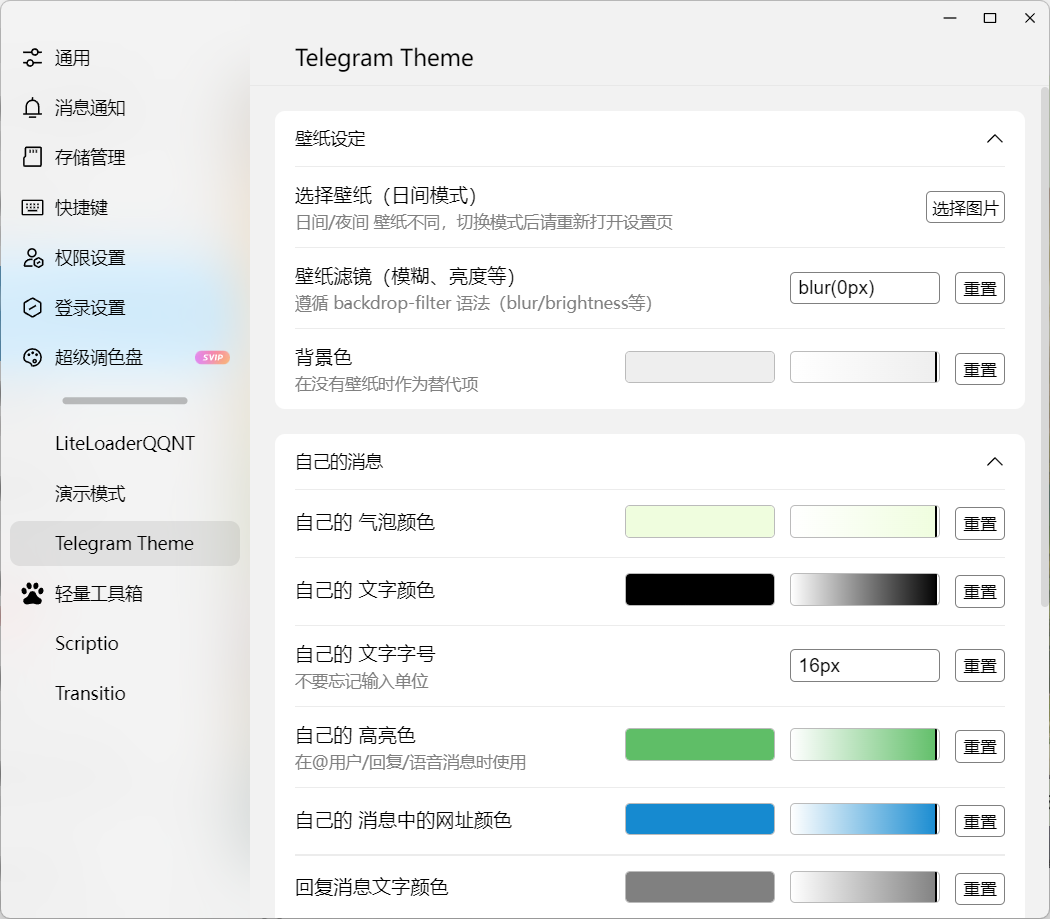 通用
消息通知
存储管理
快捷键
权限设置
登录设置
超级调色盘 SVIP
LiteLoaderQQNT
演示模式
Telegram Theme
轻量工具箱
Scriptio
Transitio
Telegram Theme
壁纸设定
选择壁纸（日间模式）
日间/夜间 壁纸不同，切换模式后请重新打开设置页
选择图片
壁纸滤镜（模糊、亮度等）
遵循 backdrop-filter 语法（blur/brightness等）
blur(0px) 重置
背景色
在没有壁纸时作为替代项
重置
自己的消息
自己的 气泡颜色 重置
自己的 文字颜色 重置
自己的 文字字号
不要忘记输入单位
16px 重置
自己的 高亮色
在@用户/回复/语音消息时使用
重置
自己的 消息中的网址颜色 重置
回复消息文字颜色 重置